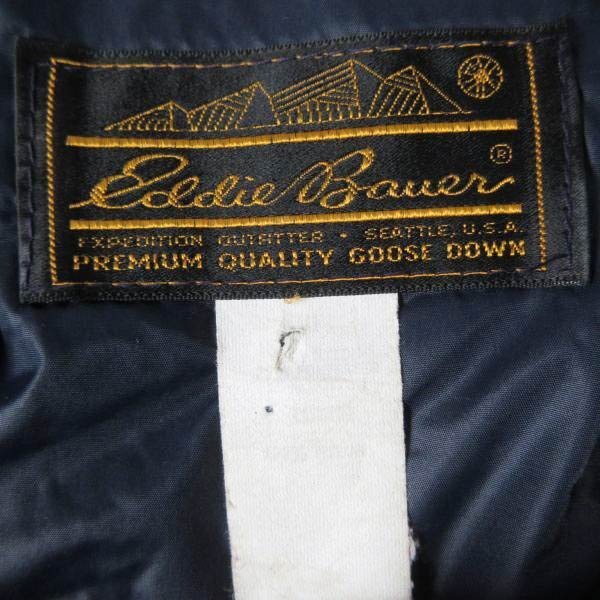 Eddie Bauer ®
EXPEDITION OUTFITTER • SEATTLE, U.S.A.
PREMIUM QUALITY GOOSE DOWN